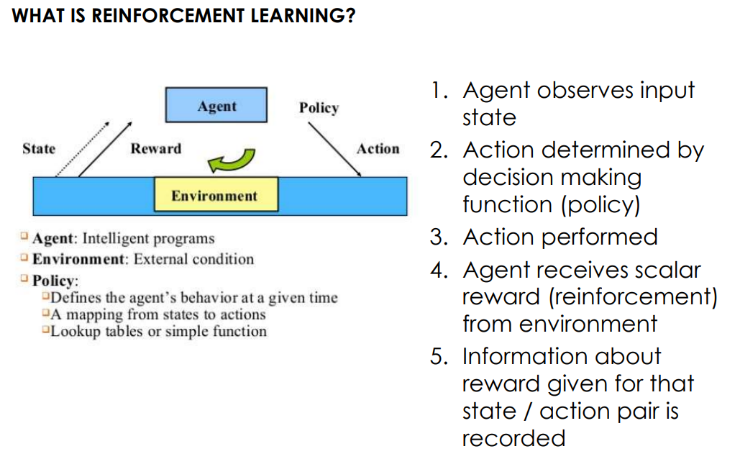 WHAT IS REINFORCEMENT LEARNING?
Agent
Policy
State
Reward
Action
Environment
Agent: Intelligent programs
Environment: External condition
Policy:
Defines the agent's behavior at a given time
A mapping from states to actions
Lookup tables or simple function
1. Agent observes input
state
2. Action determined by
decision making
function (policy)
3. Action performed
4. Agent receives scalar
reward (reinforcement)
from environment
5. Information about
reward given for that
state / action pair is
recorded